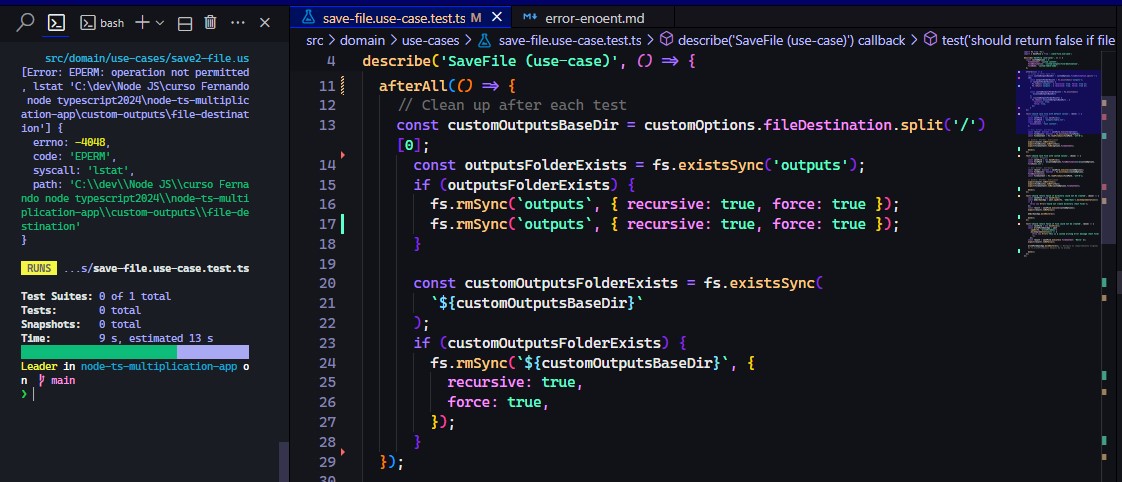 bash
src/domain/use-cases/save2-file.us
[Error: EPERM: operation not permitted
, lstat 'C:\dev\Node JS\curso Fernando
node typescript2024\node-ts-multiplic
ation-app\custom-outputs\file-destinat
ion'] {
errno: -4048,
code: 'EPERM',
syscall: 'lstat',
path: 'C:\\dev\\Node JS\\curso Ferna
ndo node typescript2024\\node-ts-multi
plication-app\\custom-outputs\\file-de
stination'
}
RUNS ...s/save-file.use-case.test.ts
Test Suites: 0 of 1 total
Tests: 0 total
Snapshots: 0 total
Time: 9 s, estimated 13 s
Leader in node-ts-multiplication-app o
n main
❯
save-file.use-case.test.ts M
error-enoent.md
src > domain > use-cases > save-file.use-case.test.ts > describe('SaveFile (use-case)') callback > test('should return false if file
4 describe('SaveFile (use-case)', () => {
11 afterAll(() => {
12 // Clean up after each test
13 const customOutputsBaseDir = customOptions.fileDestination.split('/')
[0];
14 const outputsFolderExists = fs.existsSync('outputs');
15 if (outputsFolderExists) {
16 fs.rmSync(`outputs`, { recursive: true, force: true });
17 fs.rmSync(`outputs`, { recursive: true, force: true });
18 }
19
20 const customOutputsFolderExists = fs.existsSync(
21 `${customOutputsBaseDir}`
22 );
23 if (customOutputsFolderExists) {
24 fs.rmSync(`${customOutputsBaseDir}`, {
25 recursive: true,
26 force: true,
27 });
28 }
29 });
30